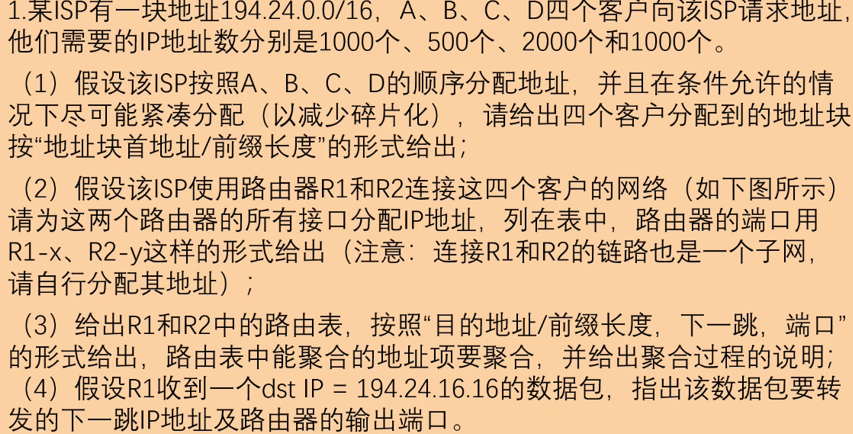 1.某ISP有一块地址194.24.0.0/16，A、B、C、D四个客户向该ISP请求地址，
他们需要的IP地址数分别是1000个、500个、2000个和1000个。
（1）假设该ISP按照A、B、C、D的顺序分配地址，并且在条件允许的情
况下尽可能紧凑分配（以减少碎片化），请给出四个客户分配到的地址块
按“地址块首地址/前缀长度”的形式给出；
（2）假设该ISP使用路由器R1和R2连接这四个客户的网络（如下图所示）
请为这两个路由器的所有接口分配IP地址，列在表中，路由器的端口用
R1-x、R2-y这样的形式给出（注意：连接R1和R2的链路也是一个子网，
请自行分配其地址）；
（3）给出R1和R2中的路由表，按照“目的地址/前缀长度，下一跳，端口”
的形式给出，路由表中能聚合的地址项要聚合，并给出聚合过程的说明；
（4）假设R1收到一个dst IP = 194.24.16.16的数据包，指出该数据包要转
发的下一跳IP地址及路由器的输出端口。